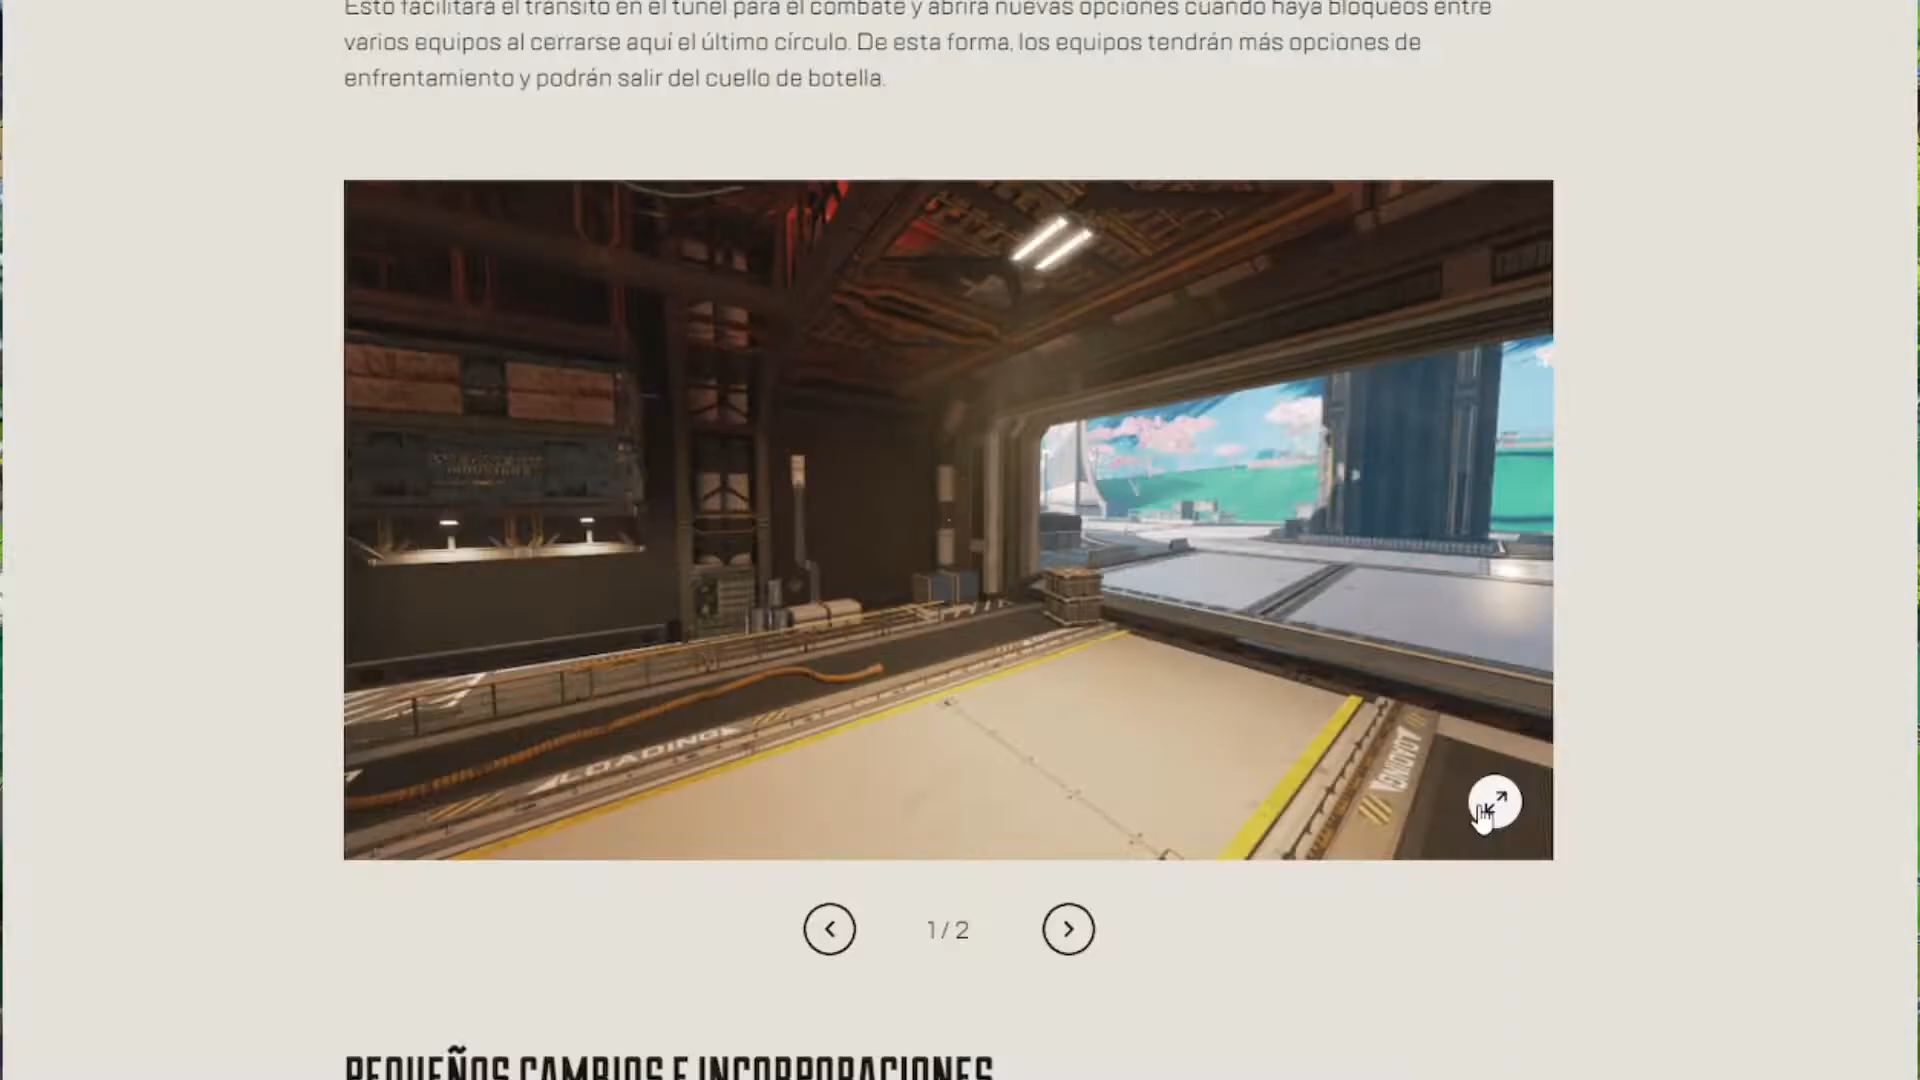 Esto facilitará el tránsito en el túnel para el combate y abrirá nuevas opciones cuando haya bloqueos entre
varios equipos al cerrarse aquí el último círculo. De esta forma, los equipos tendrán más opciones de
enfrentamiento y podrán salir del cuello de botella.
LOADING
LOADING
1 / 2
PEQUEÑOS CAMBIOS E INCORPORACIONES